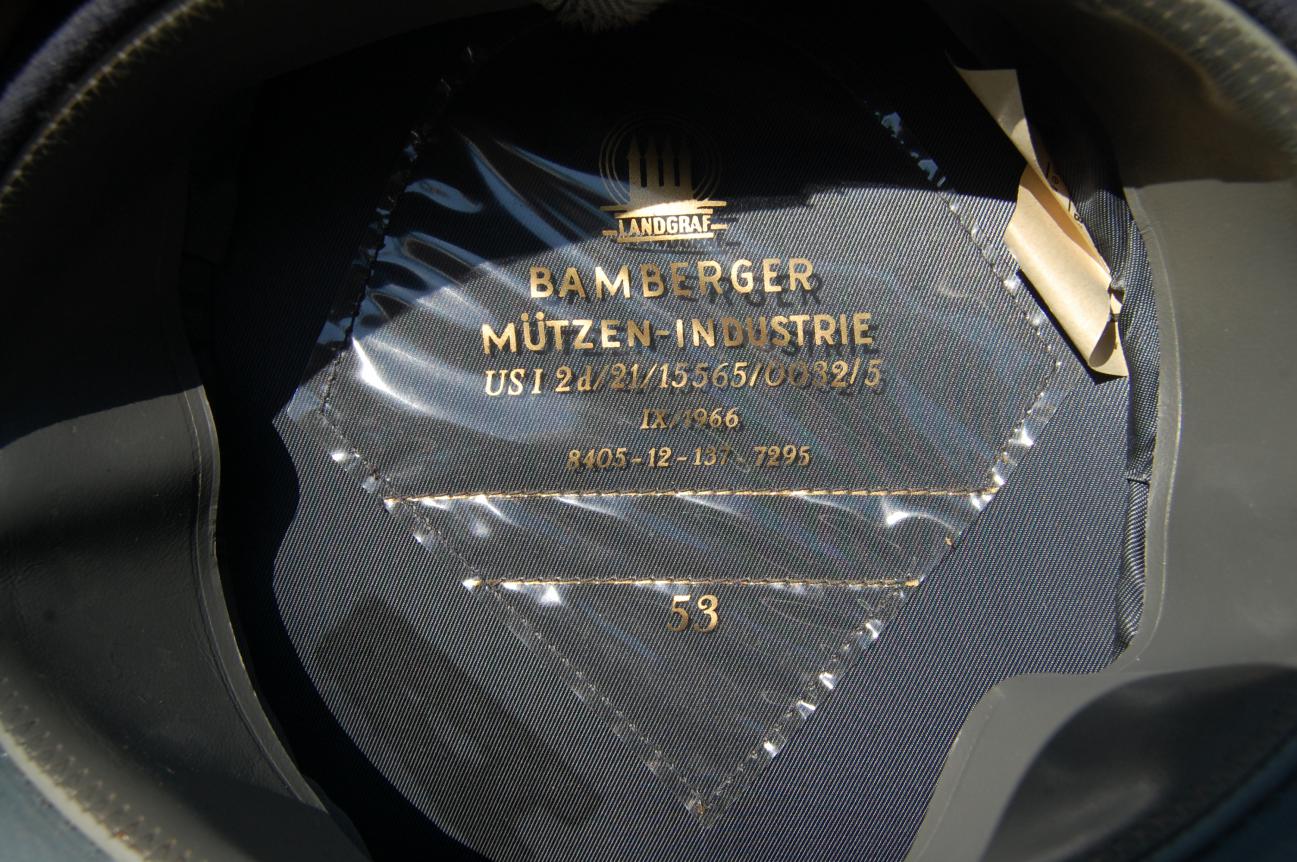 LANDGRAF
BAMBERGER
MÜTZEN-INDUSTRIE
US I 2d/21/15565/0032/5
IX/1966
8405-12-137-7295
53